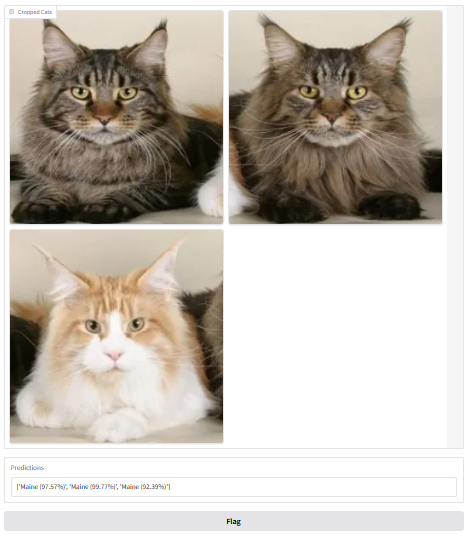 Cropped Cats
Predictions
['Maine (97.57%)', 'Maine (99.77%)', 'Maine (92.39%)']
Flag